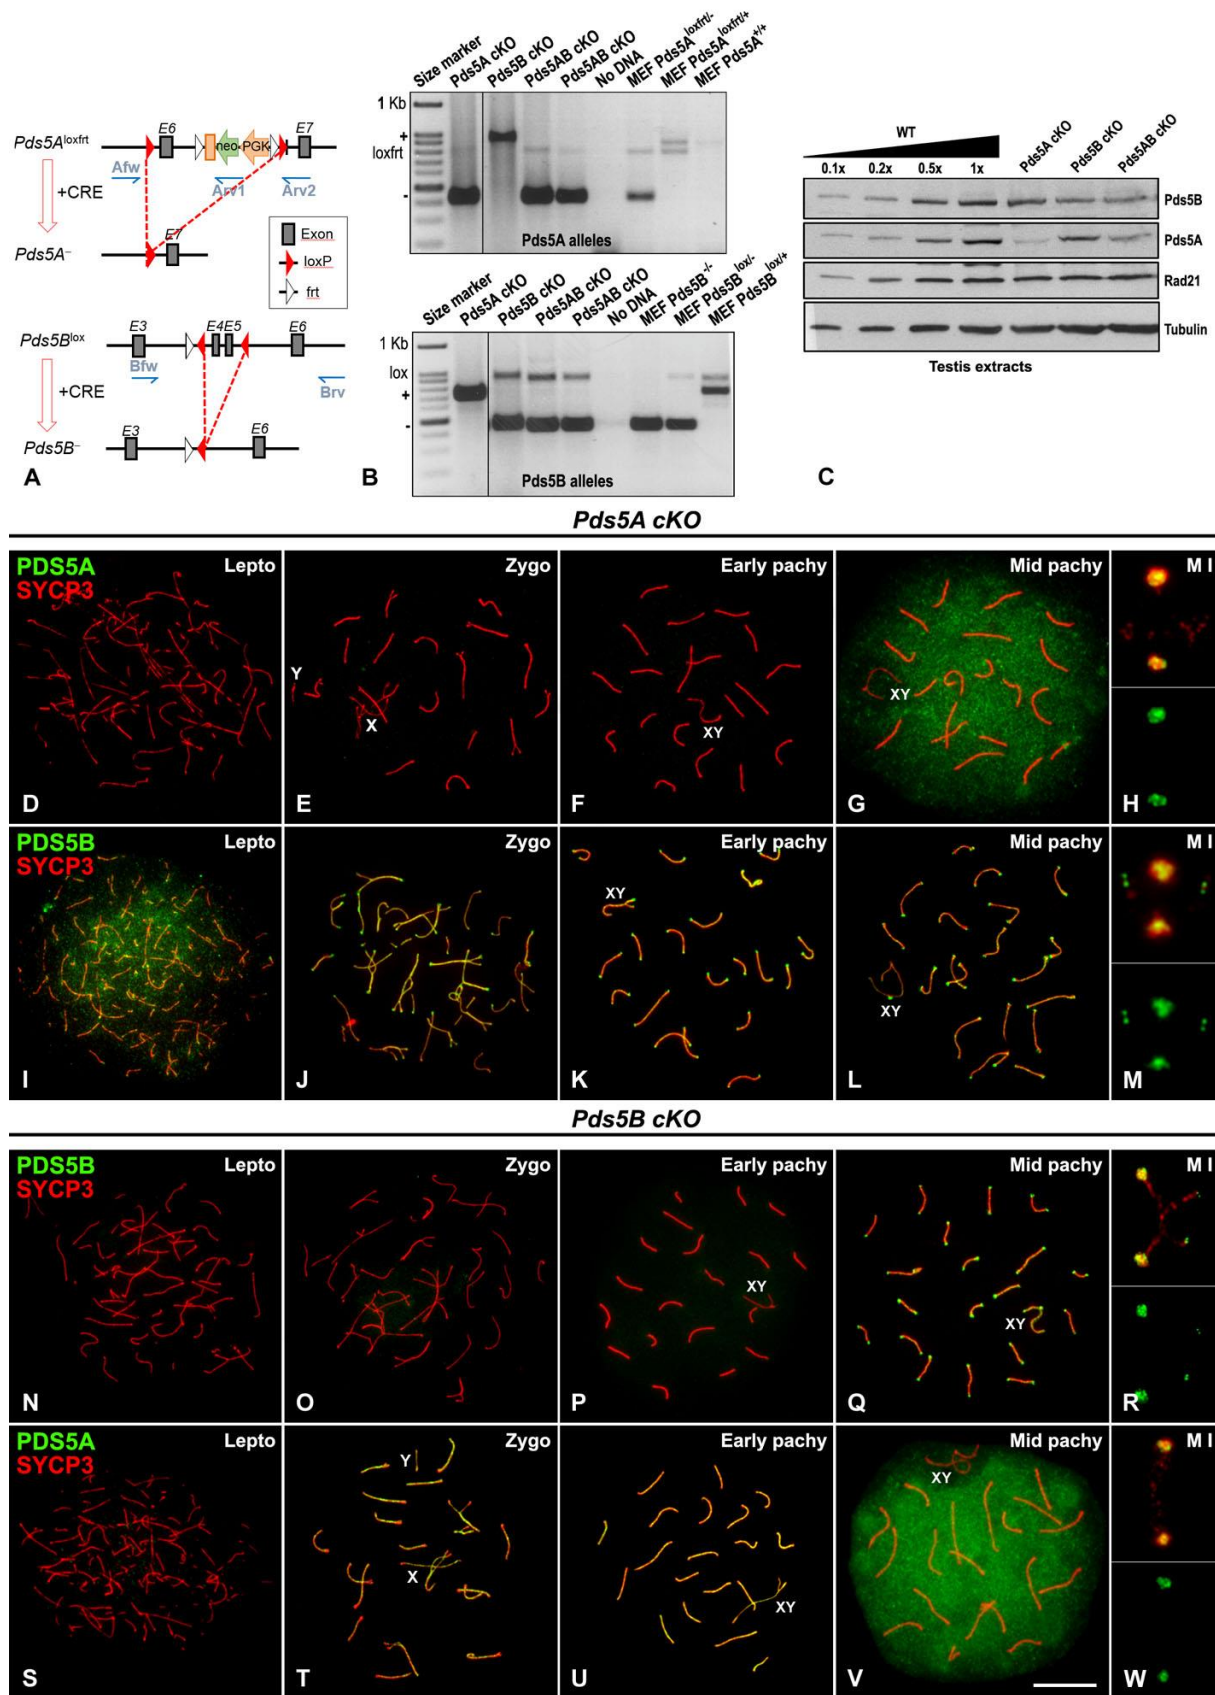 E6
E7
Pds5A^loxfrt
neo
PGK
Afw
Arv1
Arv2
+CRE
E7
Pds5A–
Exon
loxP
frt
E3
E4
E5
E6
Pds5B^lox
Bfw
Brv
+CRE
E3
E6
Pds5B–
A
Size marker
Pds5A cKO
Pds5B cKO
Pds5AB cKO
Pds5AB cKO
No DNA
MEF Pds5A^loxfrt/-
MEF Pds5A^loxfrt/+
MEF Pds5A^+/+
1 Kb
+
loxfrt
-
Pds5A alleles
Size marker
Pds5A cKO
Pds5B cKO
Pds5AB cKO
Pds5AB cKO
No DNA
MEF Pds5B^-/-
MEF Pds5B^lox/-
MEF Pds5B^lox/+
1 Kb
lox
+
-
Pds5B alleles
B
WT
0.1x 0.2x 0.5x 1x
Pds5A cKO
Pds5B cKO
Pds5AB cKO
Pds5B
Pds5A
Rad21
Tubulin
Testis extracts
C
Pds5A cKO
PDS5A
SYCP3
Lepto
D
Zygo
Y
X
E
Early pachy
XY
F
Mid pachy
XY
G
M I
H
PDS5B
SYCP3
Lepto
I
Zygo
J
Early pachy
XY
K
Mid pachy
XY
L
M I
M
Pds5B cKO
PDS5B
SYCP3
Lepto
N
Zygo
O
Early pachy
XY
P
Mid pachy
XY
Q
M I
R
PDS5A
SYCP3
Lepto
S
Zygo
Y
X
T
Early pachy
XY
U
Mid pachy
XY
V
M I
W